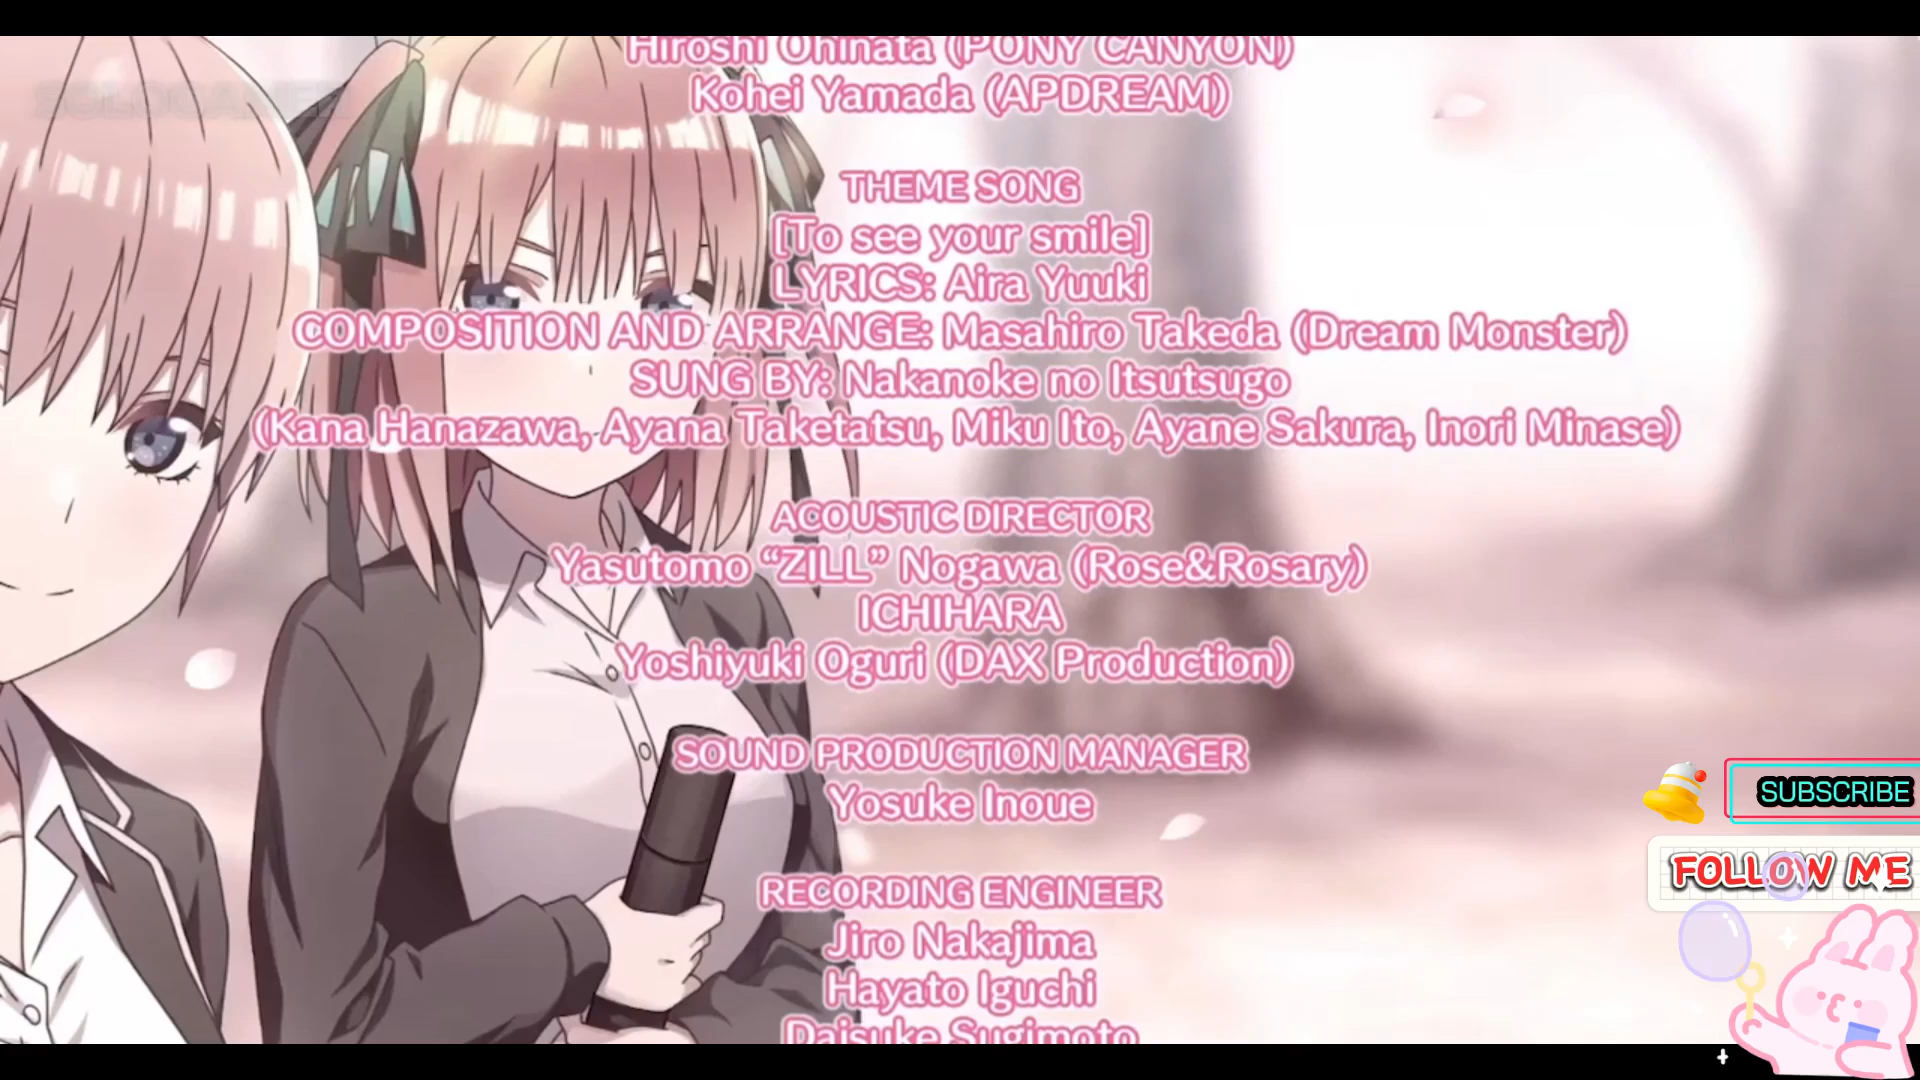 SOLOGAMER
Hiroshi Ohinata (PONY CANYON)
Kohei Yamada (APDREAM)
THEME SONG
[To see your smile]
LYRICS: Aira Yuuki
COMPOSITION AND ARRANGE: Masahiro Takeda (Dream Monster)
SUNG BY: Nakanoke no Itsutsugo
(Kana Hanazawa, Ayana Taketatsu, Miku Ito, Ayane Sakura, Inori Minase)
ACOUSTIC DIRECTOR
Yasutomo “ZILL” Nogawa (Rose&Rosary)
ICHIHARA
Yoshiyuki Oguri (DAX Production)
SOUND PRODUCTION MANAGER
Yosuke Inoue
RECORDING ENGINEER
Jiro Nakajima
Hayato Iguchi
Daisuke Sugimoto
SUBSCRIBE
FOLLOW ME